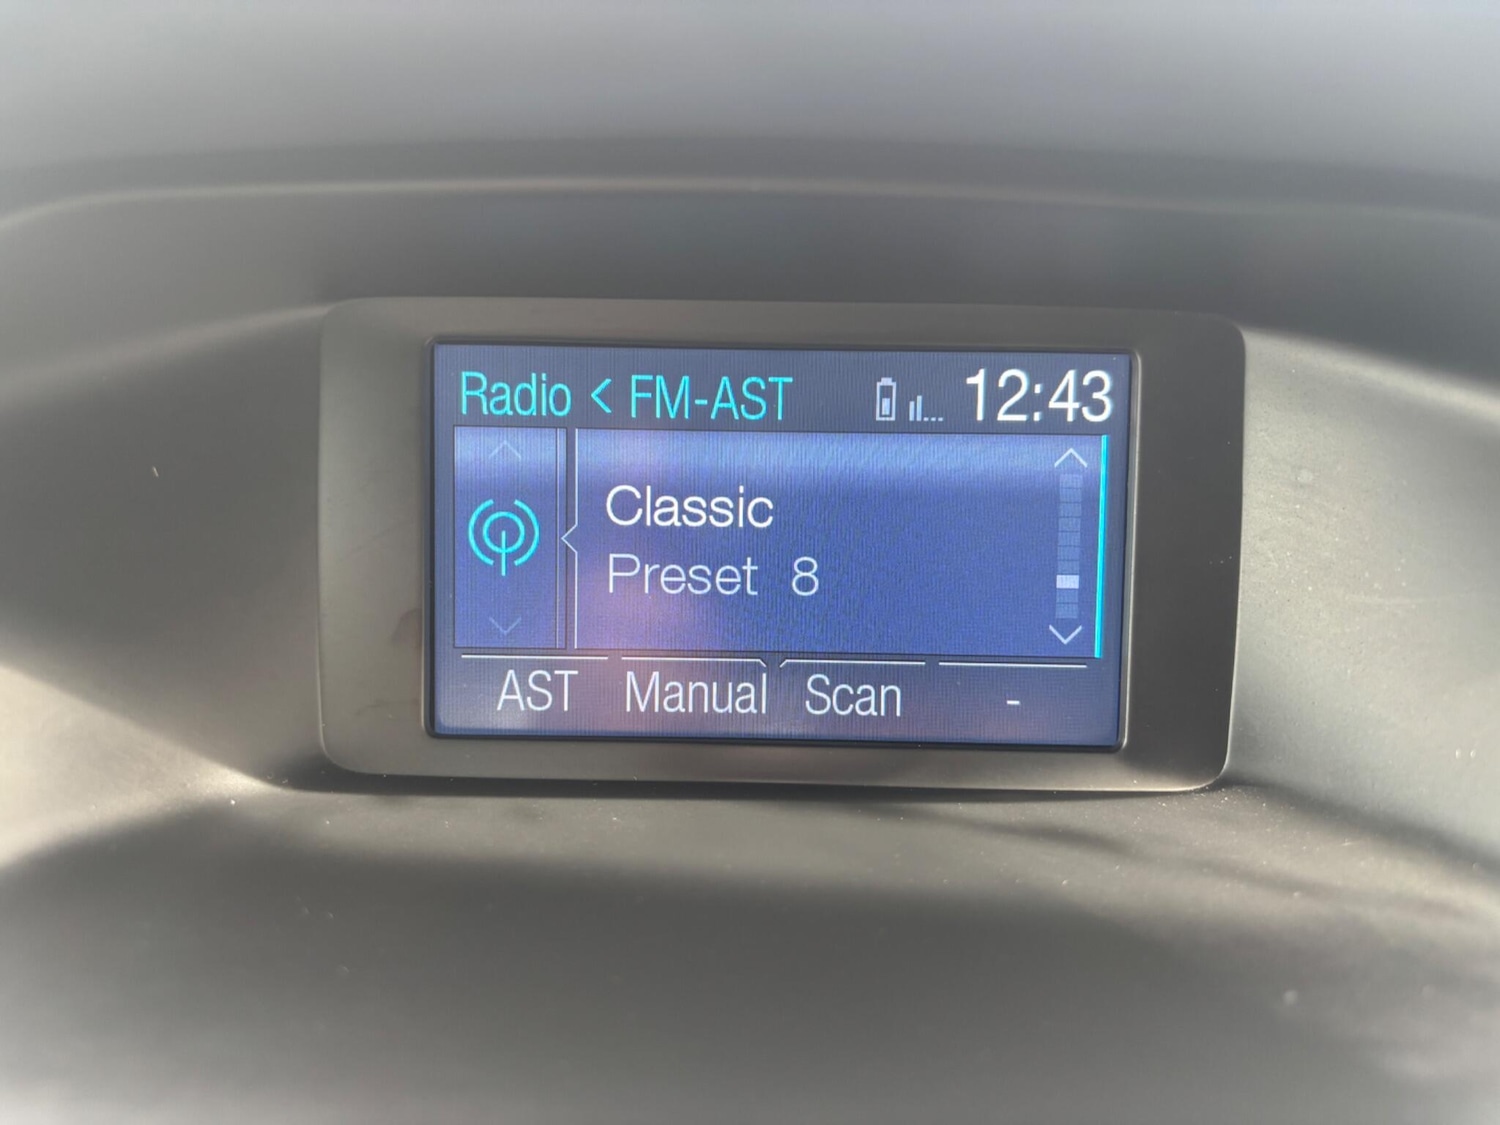 Radio < FM-AST 12:43
Classic
Preset 8
AST Manual Scan -